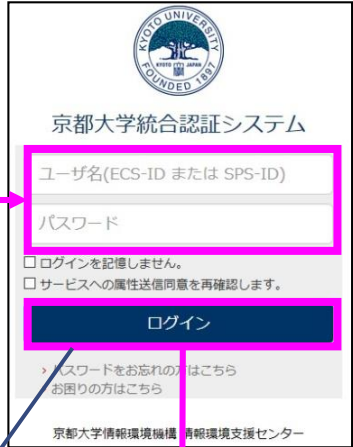 KYOTO UNIVERSITY
KYOTO JAPAN
FOUNDED 1897
京都大学統合認証システム
ユーザ名(ECS-ID または SPS-ID)
パスワード
ログインを記憶しません。
サービスへの属性送信同意を再確認します。
ログイン
› パスワードをお忘れの方はこちら
お困りの方はこちら
京都大学情報環境機構 情報環境支援センター